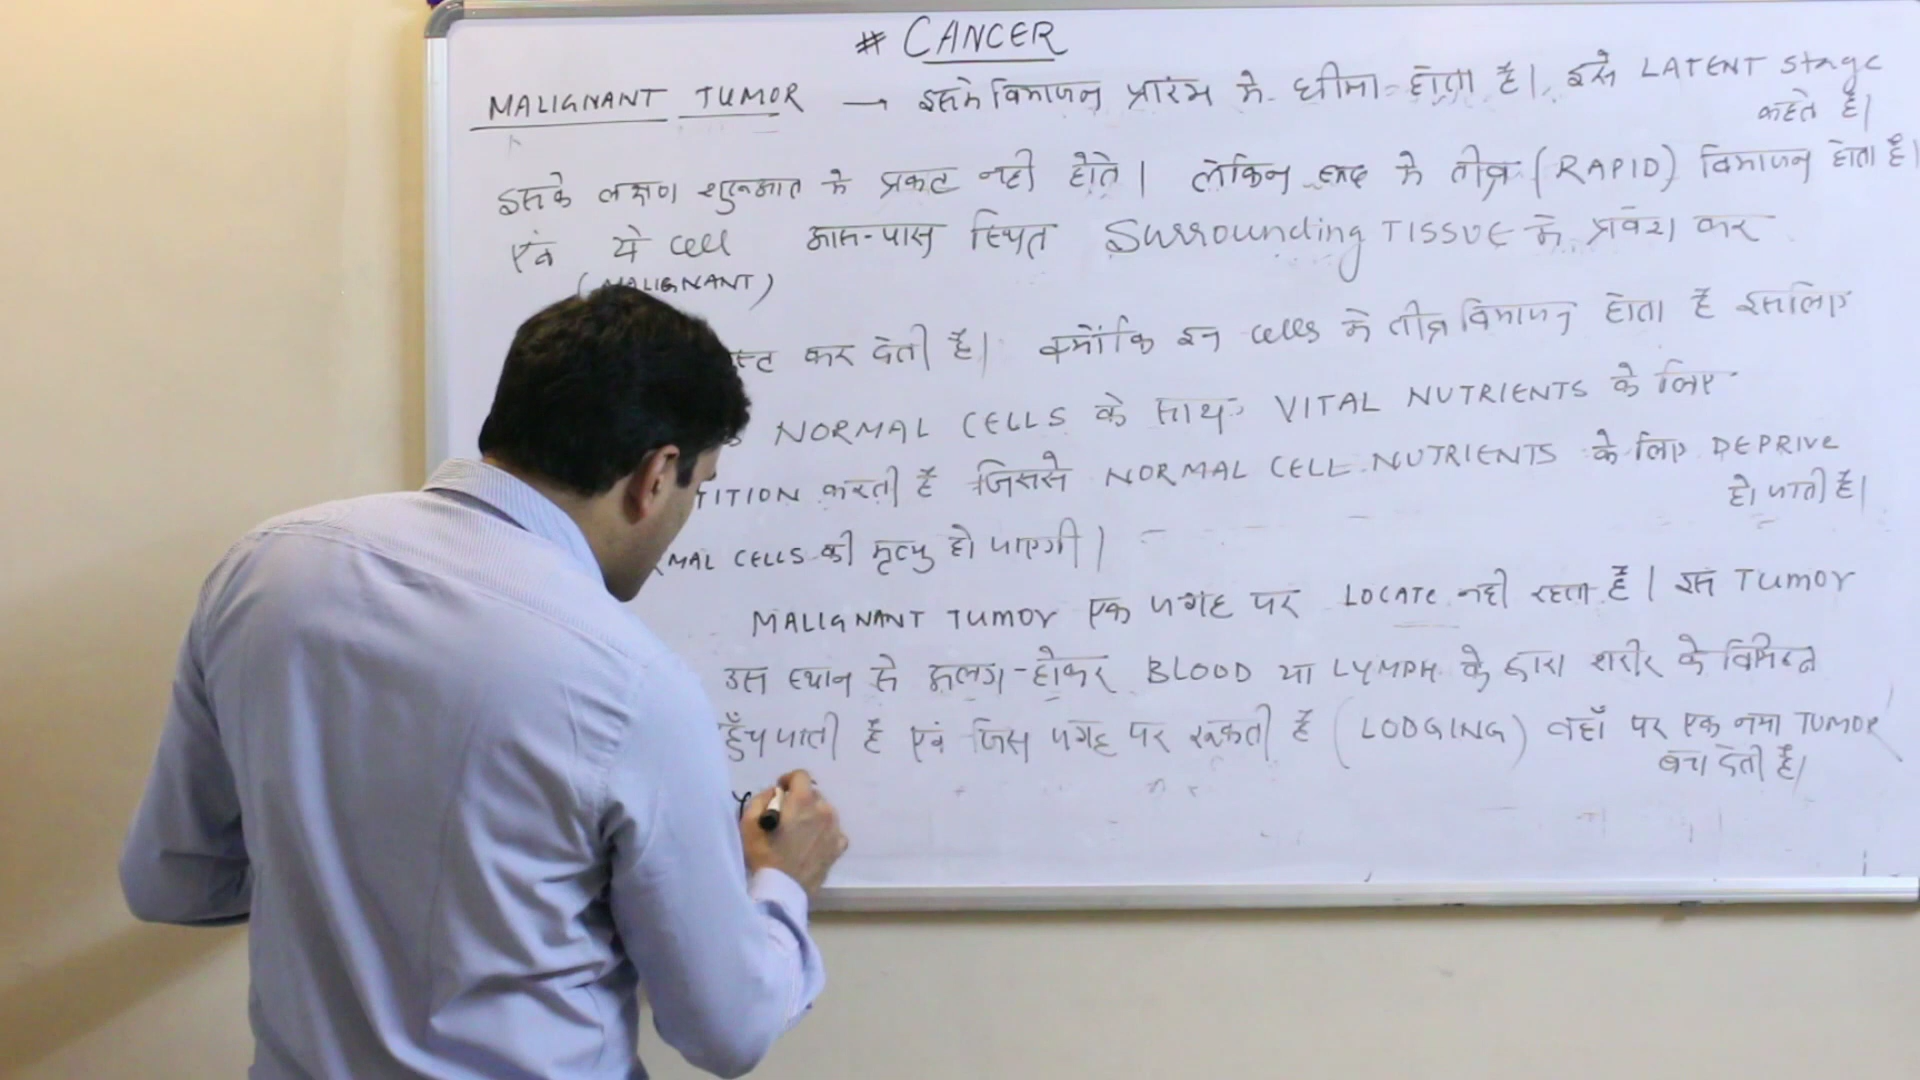 # CANCER
MALIGNANT TUMOR → इसमे विभाजन प्रारंभ मे धीमा होता है। इसे LATENT stage
कहते है।
इसके लक्षण शुरुआत मे प्रकट नही होते। लेकिन बाद मे तीव्र (RAPID) विभाजन होता है।
एवं ये cell आस-पास स्थित Surrounding TISSUE मे प्रवेश कर
(MALIGNANT)
कर देती है। क्योंकि इन cells मे तीव्र विभाजन होता है इसलिए
NORMAL CELLS के साथ VITAL NUTRIENTS के लिए
TITION करती है जिससे NORMAL CELL NUTRIENTS के लिए DEPRIVE
हो जाती है।
MAL CELLS की मृत्यु हो जाएगी।
MALIGNANT TUMOR एक जगह पर LOCATE नही रहता है। इस TUMOR
उस स्थान से अलग-होकर BLOOD या LYMPH के द्वारा शरीर के विभिन्न
हुँच जाती है एवं जिस जगह पर रुकती है (LODGING) वहाँ पर एक नया TUMOR
बना देती है।